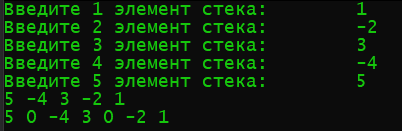 Введите 1 элемент стека: 1
Введите 2 элемент стека: -2
Введите 3 элемент стека: 3
Введите 4 элемент стека: -4
Введите 5 элемент стека: 5
5 -4 3 -2 1
5 0 -4 3 0 -2 1